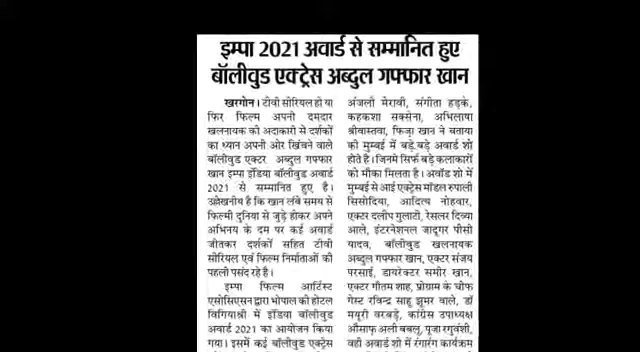 इम्पा 2021 अवार्ड से सम्मानित हुए
बॉलीवुड एक्ट्रेस अब्दुल गफ्फार खान
खरगोन। टीवी सीरियल हो या
फिर फिल्म अपनी दमदार
खलनायक की अदाकारी से दर्शकों
का ध्यान अपनी ओर खिंचने वाले
बॉलीवुड एक्टर अब्दुल गफ्फार
खान इम्पा इंडिया बॉलीवुड अवार्ड
2021 से सम्मानित हुए है।
उल्लेखनीय है कि खान लंबे समय से
फिल्मी दुनिया से जुड़े होकर अपने
अभिनय के दम पर कई अवार्ड
जीतकर दर्शकों सहित टीवी
सीरियल एवं फिल्म निर्माताओं की
पहली पसंद रहे है।
इम्पा फिल्म आर्टिस्ट
एसोसिएसन द्वारा भोपाल की होटल
विगियाश्री में इंडिया बॉलीवुड
अवार्ड 2021 का आयोजन किया
गया। इसमें कई बॉलीवुड एक्ट्रेस
अंजली मेरावी, संगीता हड़के,
कहकशा सक्सेना, अभिलाषा
श्रीवास्तवा, फिज़ा खान ने बताया
की मुम्बई में बड़े.बड़े अवार्ड शो
होते है। जिनमे सिर्फ बड़े कलाकारों
को मौका मिलता है। अवॉड शो में
मुम्बई से आई एक्ट्रेस मॉडल रुपाली
सिसोदिया, आदित्य नोहवार,
एक्टर दलीप गुलाटी, रेसलर दिव्या
आले, इंटरनेशनल जादूगर पीसी
यादव, बॉलीवुड खलनायक
अब्दुल गफ्फार खान, एक्टर संजय
परसाई, डायरेक्टर समीर खान,
एक्टर गौतम शाह, प्रोग्राम के चीफ
गेस्ट रविन्द्र साहू झूमर वाले, डॉ
मयूरी वरबड़े, कांग्रेस उपाध्यक्ष
औसाफ़ अली बबलू, पूजा रघुवंशी,
वही अवार्ड शो में रंगारंग कार्यक्रम